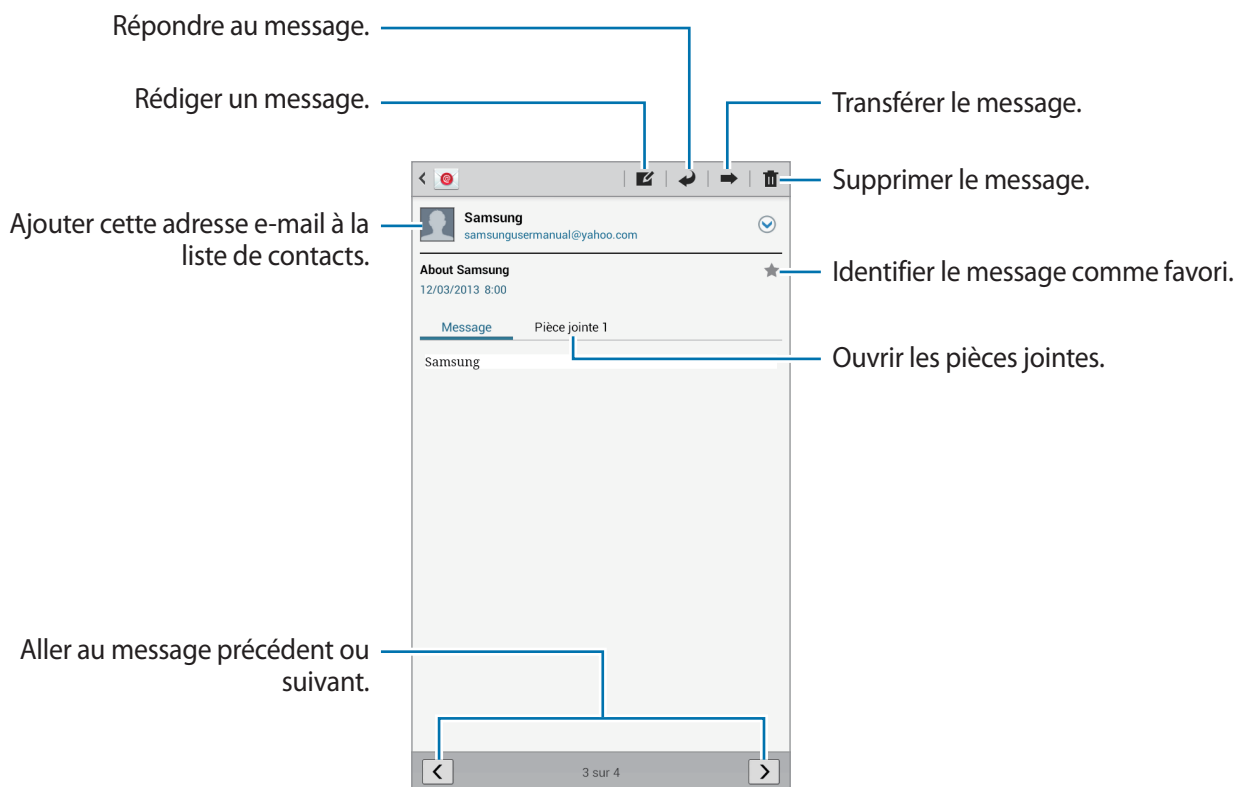 Répondre au message.
Rédiger un message.
Transférer le message.
Supprimer le message.
Ajouter cette adresse e-mail à la
liste de contacts.
Samsung
samsungusermanual@yahoo.com
About Samsung
12/03/2013 8:00
Identifier le message comme favori.
Message Pièce jointe 1
Ouvrir les pièces jointes.
Samsung
Aller au message précédent ou
suivant.
3 sur 4